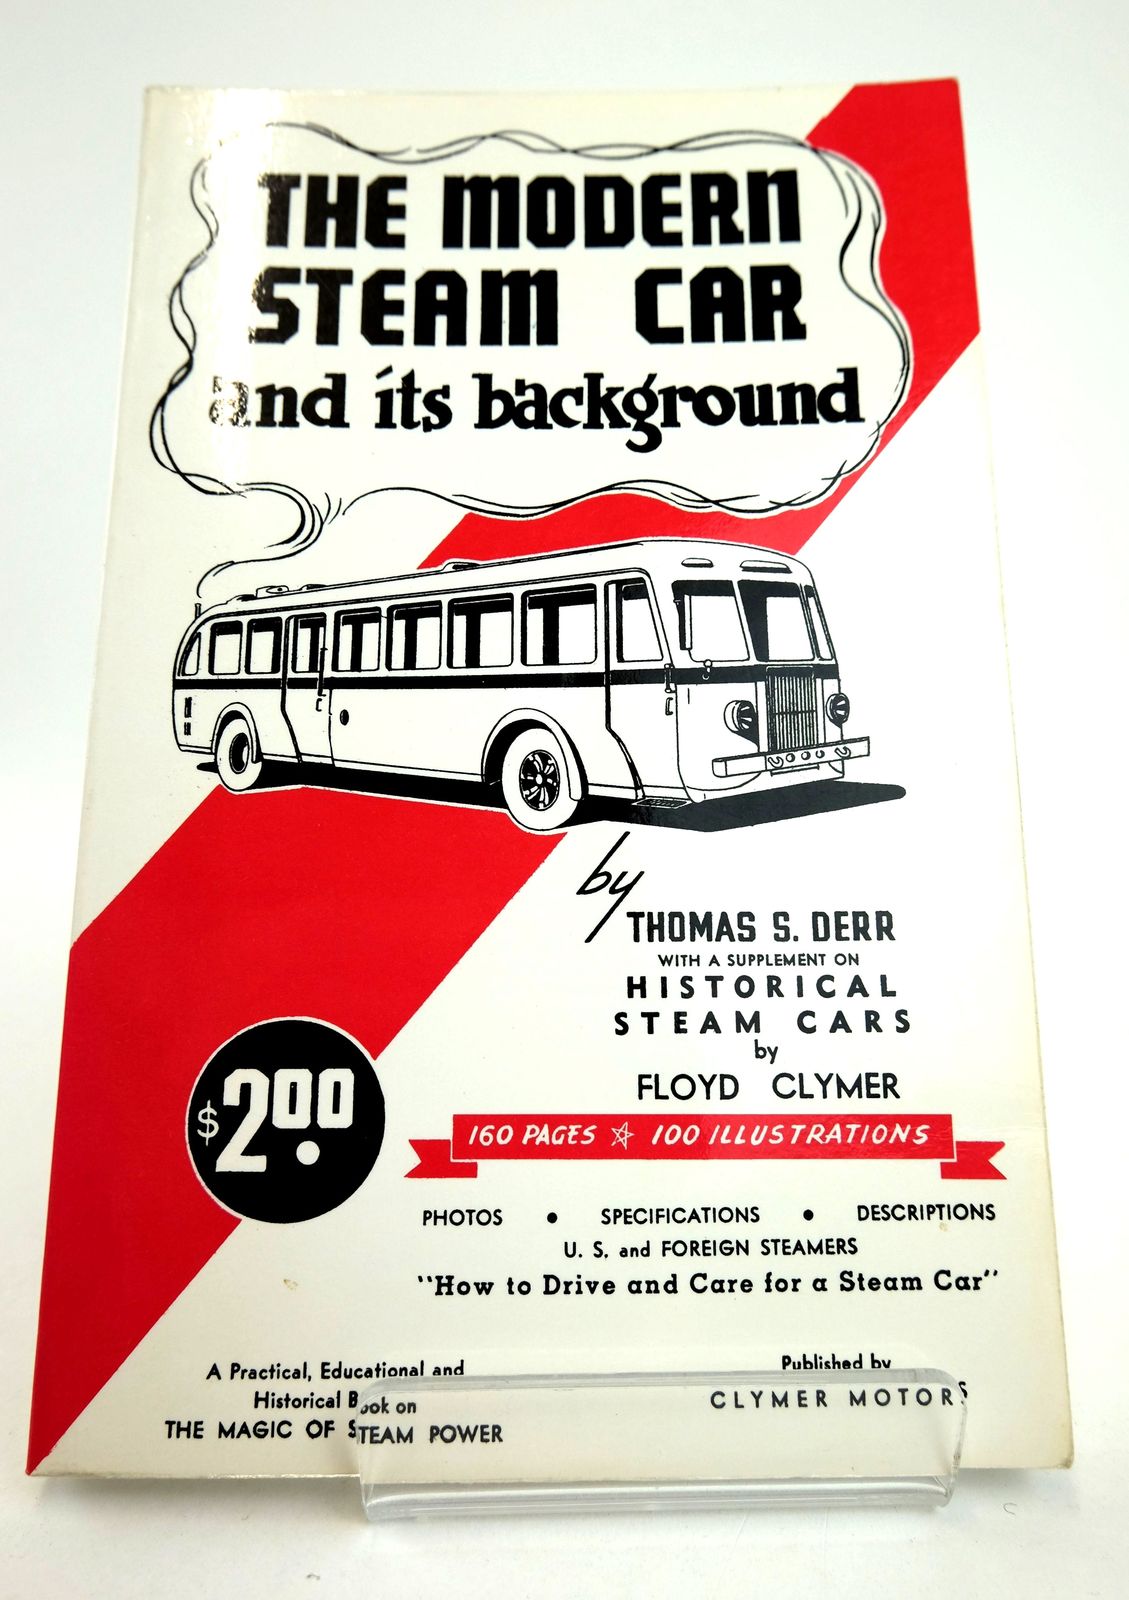 THE MODERN
STEAM CAR
and its background
by
THOMAS S. DERR
WITH A SUPPLEMENT ON
HISTORICAL
STEAM CARS
by
FLOYD CLYMER
$2.00
160 PAGES ☆ 100 ILLUSTRATIONS
PHOTOS • SPECIFICATIONS • DESCRIPTIONS
U. S. and FOREIGN STEAMERS
"How to Drive and Care for a Steam Car"
A Practical, Educational and
Historical Book on
THE MAGIC OF STEAM POWER
Published by
CLYMER MOTORS